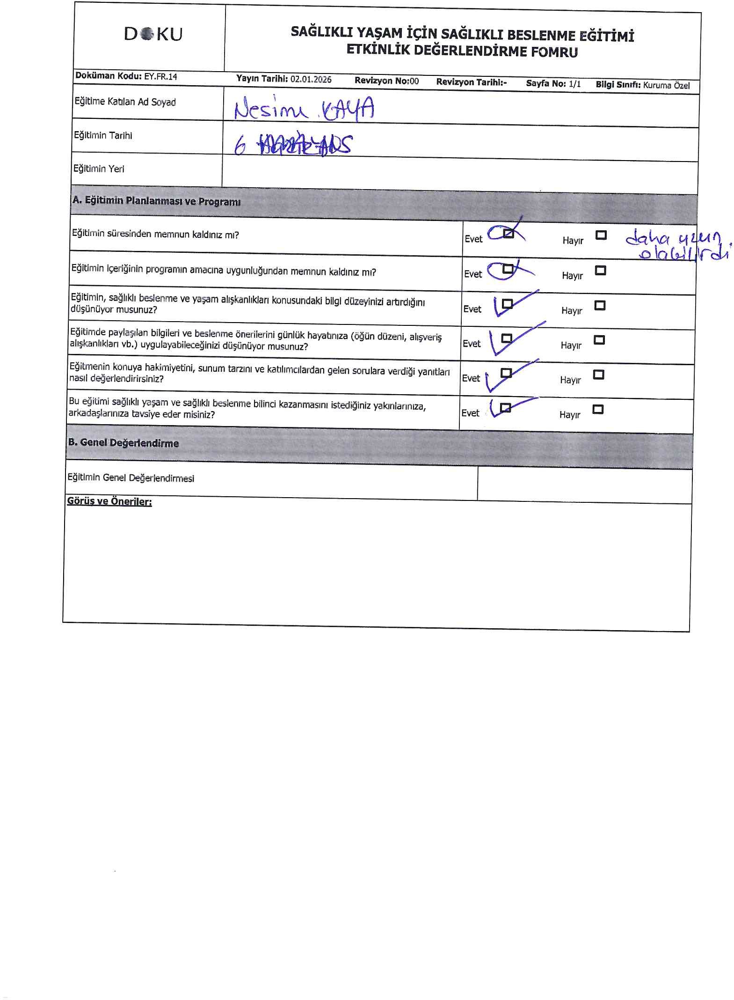 DOKU
SAĞLIKLI YAŞAM İÇİN SAĞLIKLI BESLENME EĞİTİMİ
ETKİNLİK DEĞERLENDİRME FOMRU
Doküman Kodu: EY.FR.14 Yayın Tarihi: 02.01.2026 Revizyon No:00 Revizyon Tarihi:- Sayfa No: 1/1 Bilgi Sınıfı: Kuruma Özel
Eğitime Katılan Ad Soyad
KAYA
Eğitimin Tarihi
6
Eğitimin Yeri
A. Eğitimin Planlanması ve Programı
Eğitimin süresinden memnun kaldınız mı?
Evet Hayır daha uzun
olabilirdi
Eğitimin içeriğinin programın amacına uygunluğundan memnun kaldınız mı?
Evet Hayır
Eğitimin, sağlıklı beslenme ve yaşam alışkanlıkları konusundaki bilgi düzeyinizi artırdığını
düşünüyor musunuz?
Evet Hayır
Eğitimde paylaşılan bilgileri ve beslenme önerilerini günlük hayatınıza (öğün düzeni, alışveriş
alışkanlıkları vb.) uygulayabileceğinizi düşünüyor musunuz?
Evet Hayır
Eğitmenin konuya hakimiyetini, sunum tarzını ve katılımcılardan gelen sorulara verdiği yanıtları
nasıl değerlendirirsiniz?
Evet Hayır
Bu eğitimi sağlıklı yaşam ve sağlıklı beslenme bilinci kazanmasını istediğiniz yakınlarınıza,
arkadaşlarınıza tavsiye eder misiniz?
Evet Hayır
B. Genel Değerlendirme
Eğitimin Genel Değerlendirmesi
Görüş ve Öneriler: